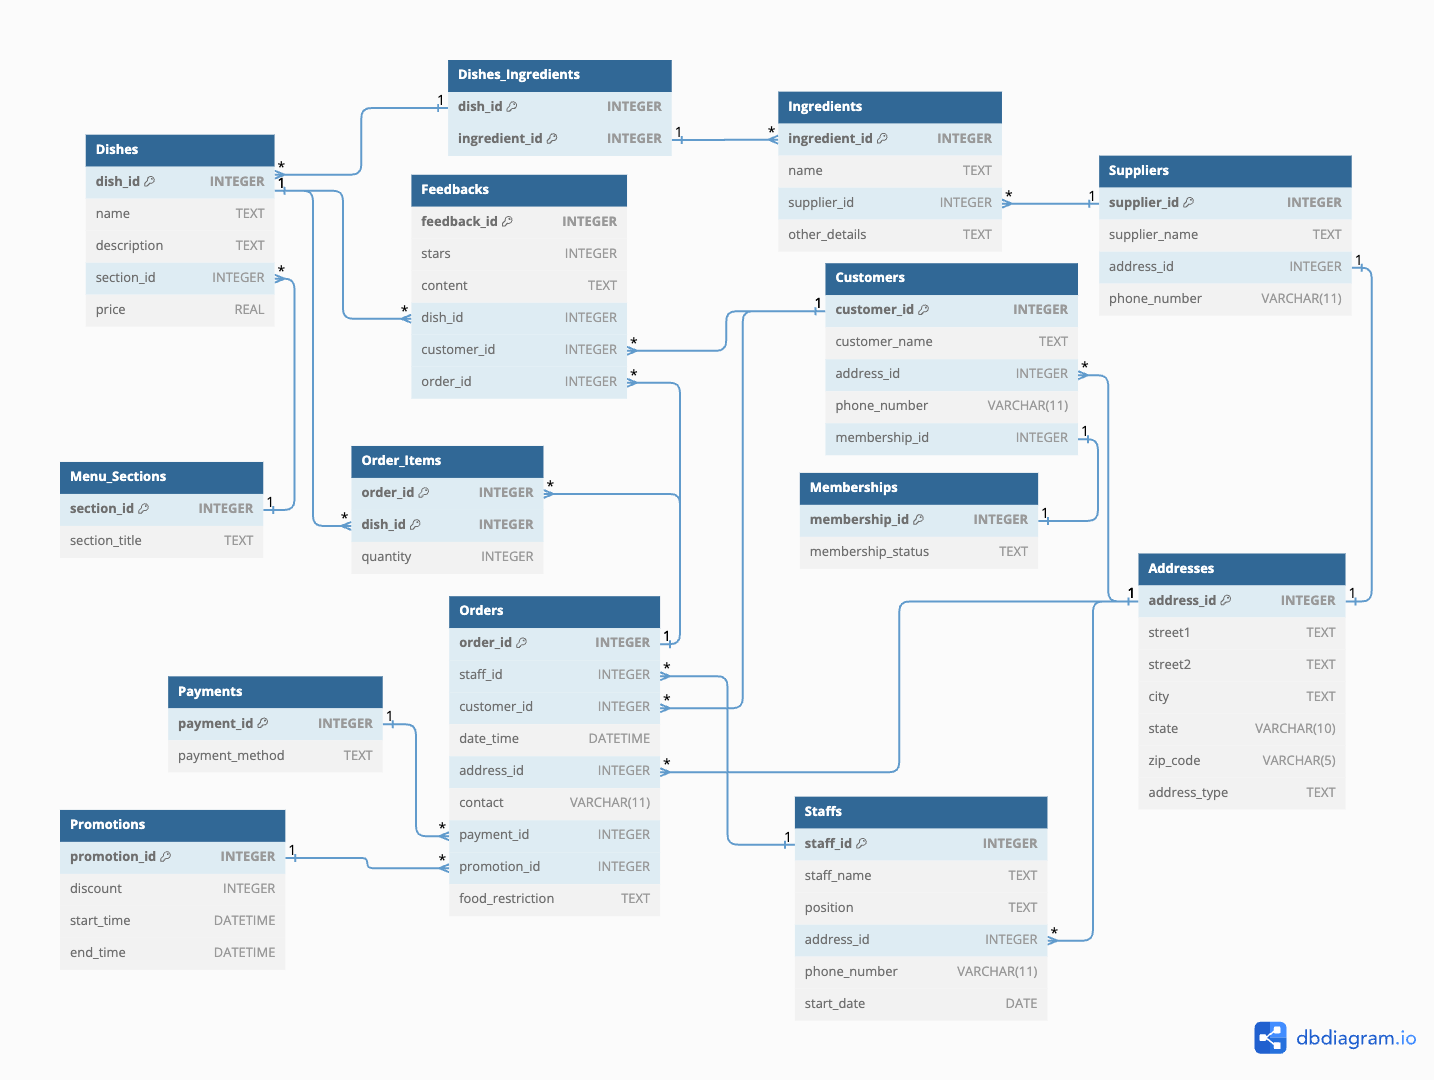 Dishes_Ingredients
dish_id INTEGER
ingredient_id INTEGER
Ingredients
ingredient_id INTEGER
name TEXT
supplier_id INTEGER
other_details TEXT
Dishes
dish_id INTEGER
name TEXT
description TEXT
section_id INTEGER
price REAL
Feedbacks
feedback_id INTEGER
stars INTEGER
content TEXT
dish_id INTEGER
customer_id INTEGER
order_id INTEGER
Suppliers
supplier_id INTEGER
supplier_name TEXT
address_id INTEGER
phone_number VARCHAR(11)
Customers
customer_id INTEGER
customer_name TEXT
address_id INTEGER
phone_number VARCHAR(11)
membership_id INTEGER
Menu_Sections
section_id INTEGER
section_title TEXT
Order_Items
order_id INTEGER
dish_id INTEGER
quantity INTEGER
Memberships
membership_id INTEGER
membership_status TEXT
Addresses
address_id INTEGER
street1 TEXT
street2 TEXT
city TEXT
state VARCHAR(10)
zip_code VARCHAR(5)
address_type TEXT
Orders
order_id INTEGER
staff_id INTEGER
customer_id INTEGER
date_time DATETIME
address_id INTEGER
contact VARCHAR(11)
payment_id INTEGER
promotion_id INTEGER
food_restriction TEXT
Payments
payment_id INTEGER
payment_method TEXT
Promotions
promotion_id INTEGER
discount INTEGER
start_time DATETIME
end_time DATETIME
Staffs
staff_id INTEGER
staff_name TEXT
position TEXT
address_id INTEGER
phone_number VARCHAR(11)
start_date DATE
dbdiagram.io